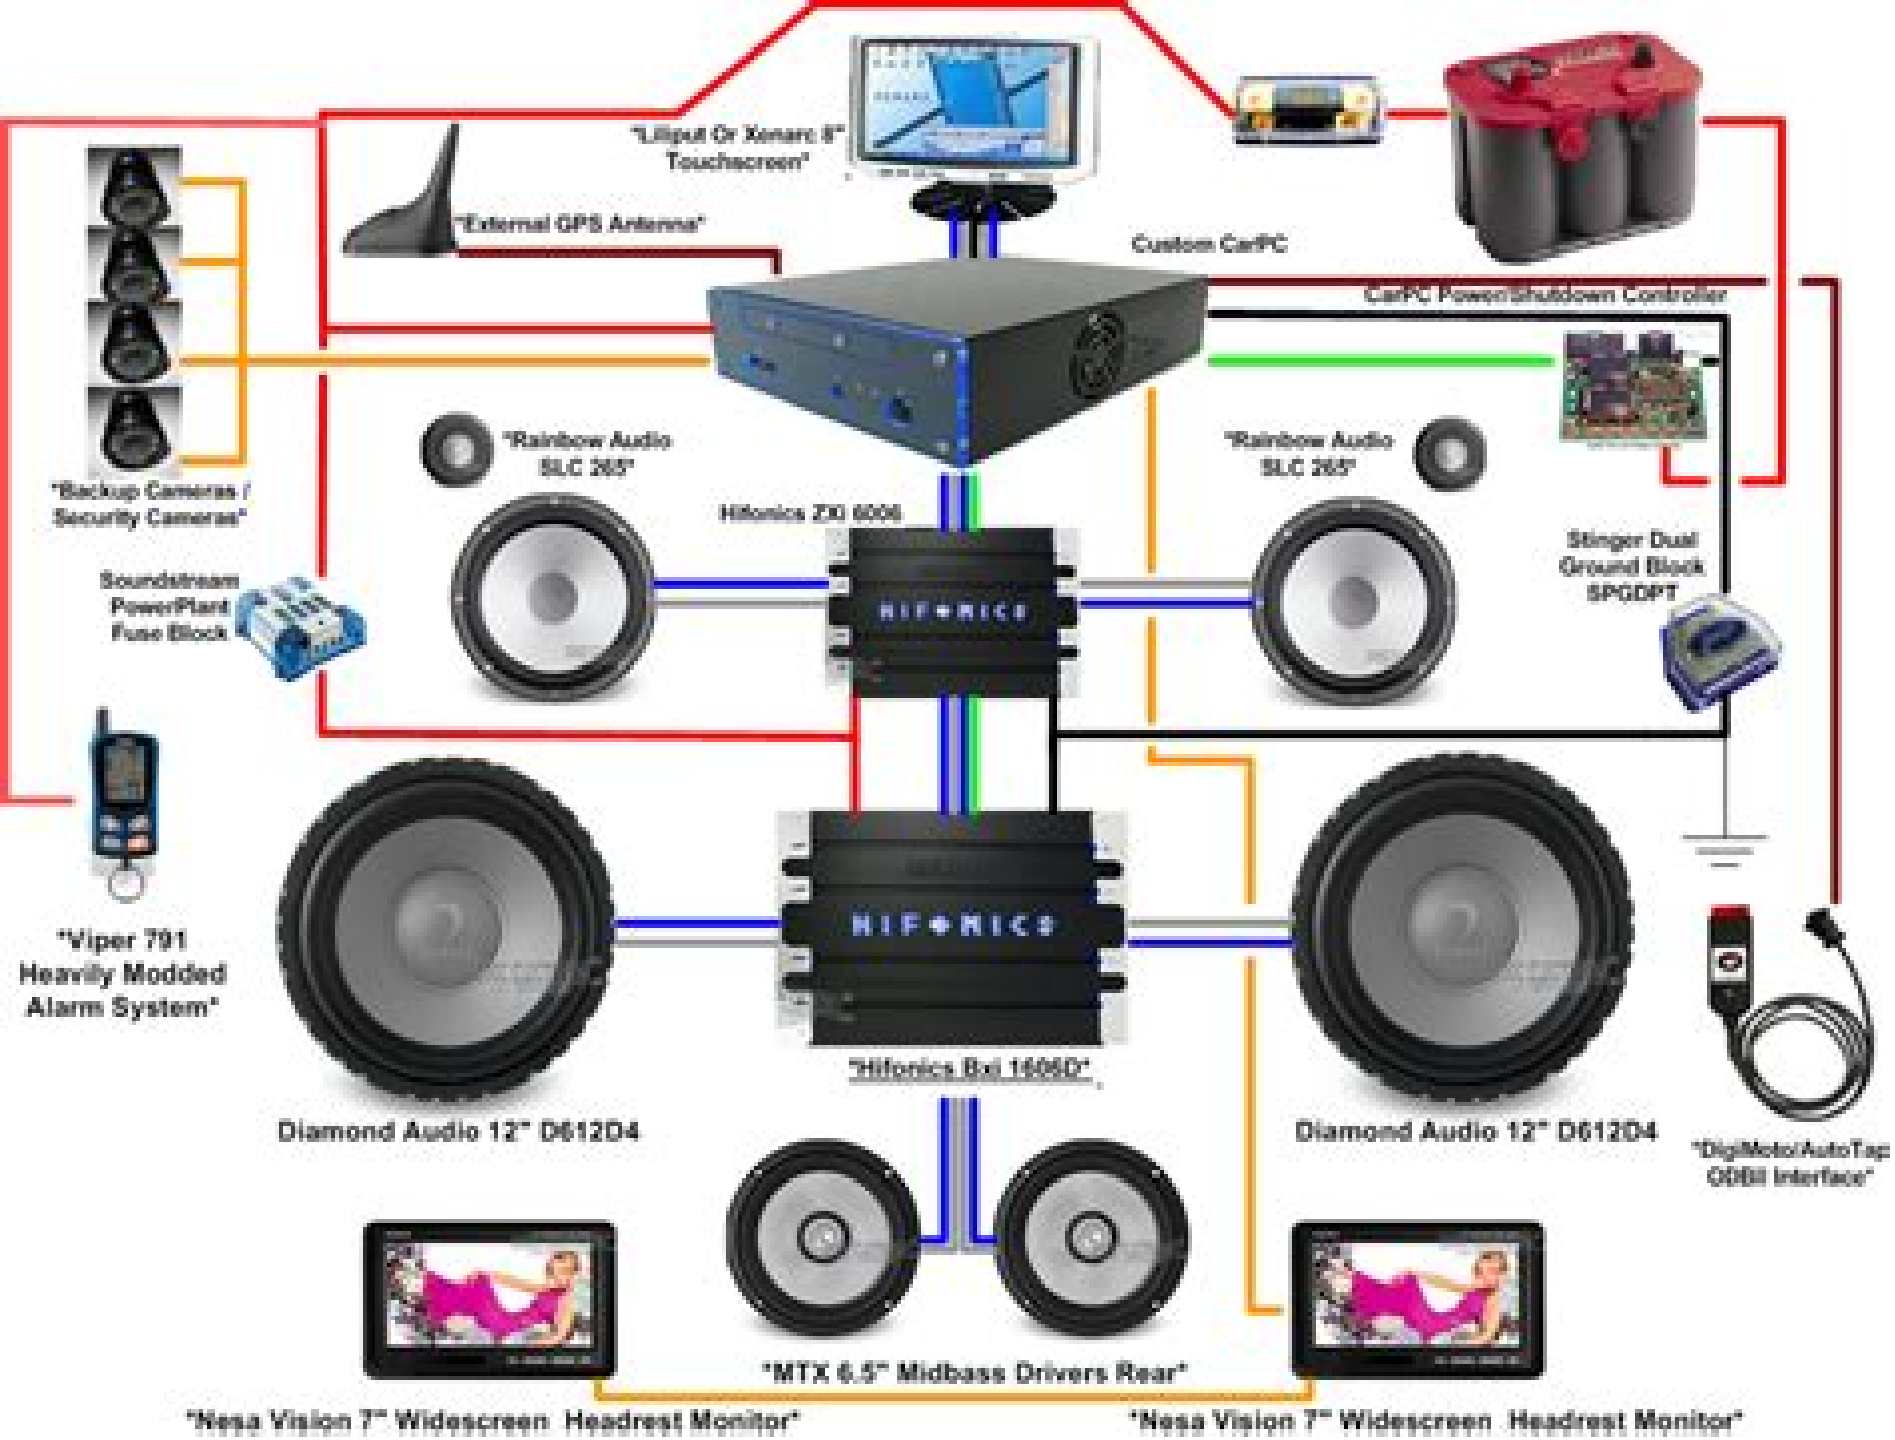 "Liliput Or Xenarc 8"
Touchscreen"
"External GPS Antenna"
Custom CarPC
CarPC Power/Shutdown Controller
"Rainbow Audio
SLC 265"
"Rainbow Audio
SLC 265"
"Backup Cameras /
Security Cameras"
Hifonics ZXi 6006
Stinger Dual
Ground Block
SPGDPT
Soundstream
PowerPlant
Fuse Block
HIFONICS
"Viper 791
Heavily Modded
Alarm System"
HIFONICS
"Hifonics Bxi 1606D"
Diamond Audio 12" D612D4
Diamond Audio 12" D612D4
"DigiMoto/AutoTap
ODBII Interface"
"MTX 6.5" Midbass Drivers Rear"
"Nesa Vision 7" Widescreen Headrest Monitor"
"Nesa Vision 7" Widescreen Headrest Monitor"